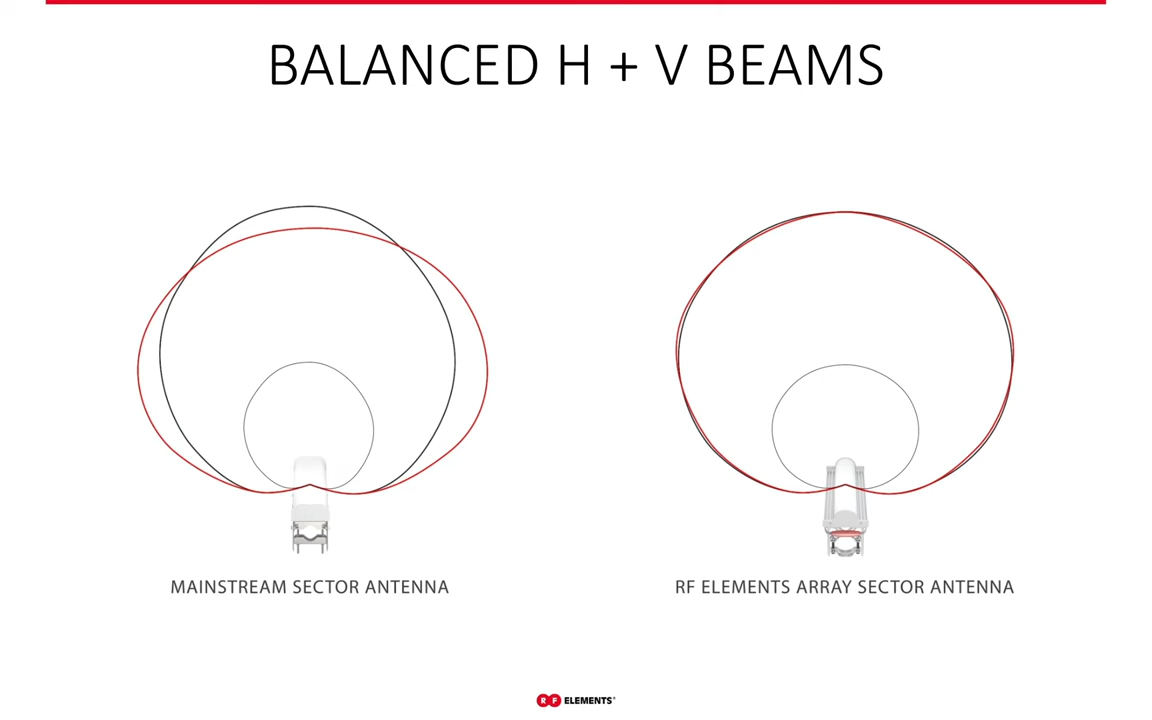 BALANCED H + V BEAMS
MAINSTREAM SECTOR ANTENNA
RF ELEMENTS ARRAY SECTOR ANTENNA
RF ELEMENTS®